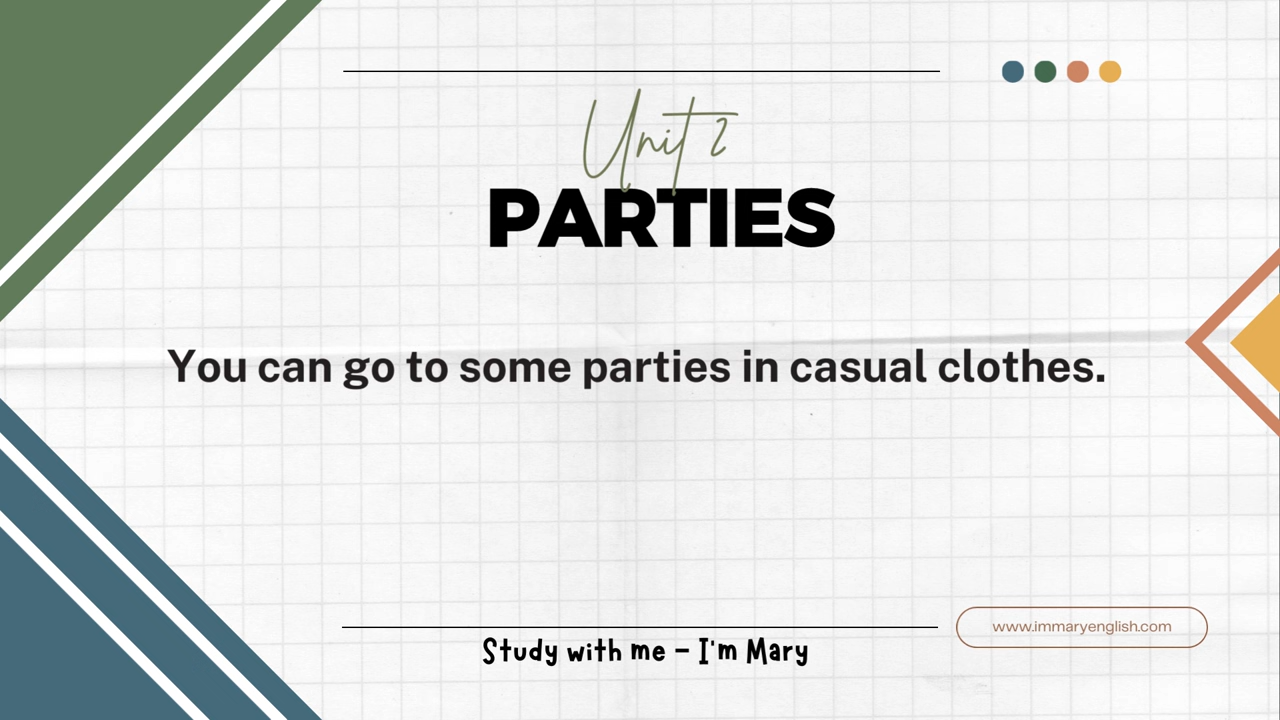 Unit 2
PARTIES
You can go to some parties in casual clothes.
www.immaryenglish.com
Study with me – I'm Mary